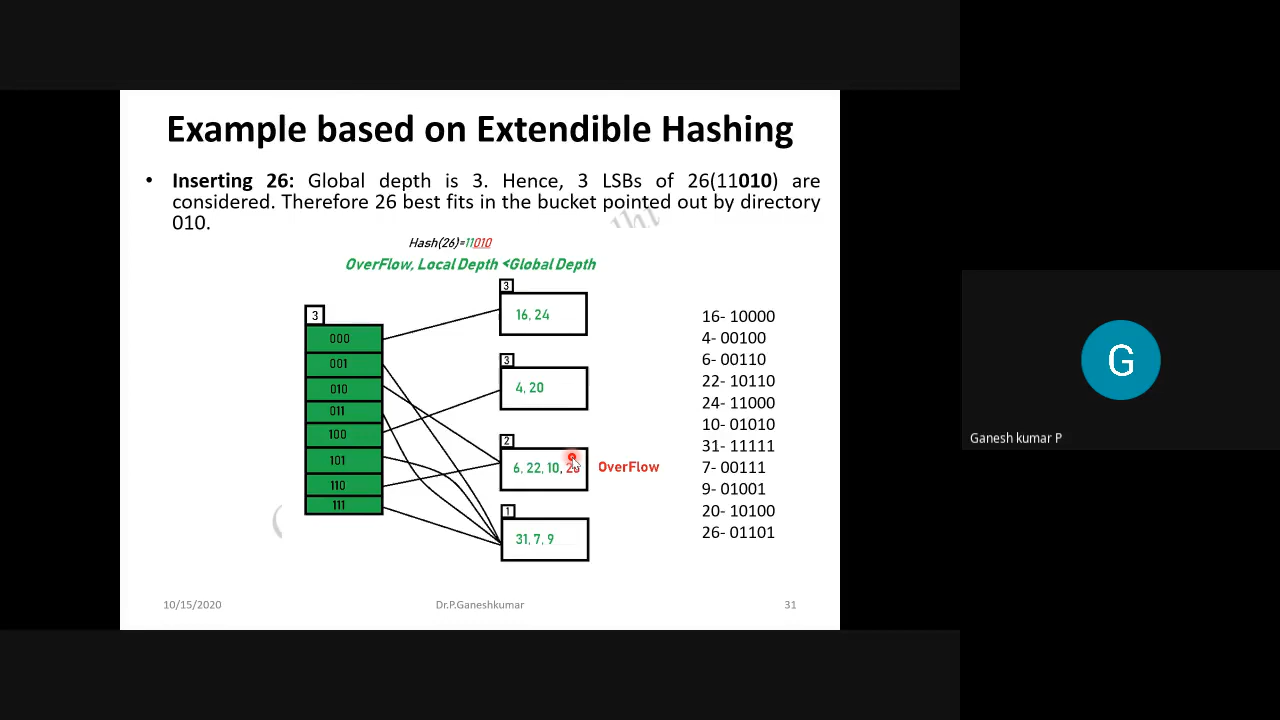 Example based on Extendible Hashing
• Inserting 26: Global depth is 3. Hence, 3 LSBs of 26(11010) are
considered. Therefore 26 best fits in the bucket pointed out by directory
010.
Hash(26)=11010
OverFlow, Local Depth <Global Depth
3
000
001
010
011
100
101
110
111
3
16, 24
3
4, 20
2
6, 22, 10, 26
OverFlow
1
31, 7, 9
16- 10000
4- 00100
6- 00110
22- 10110
24- 11000
10- 01010
31- 11111
7- 00111
9- 01001
20- 10100
26- 01101
10/15/2020
Dr.P.Ganeshkumar
31
G
Ganesh kumar P